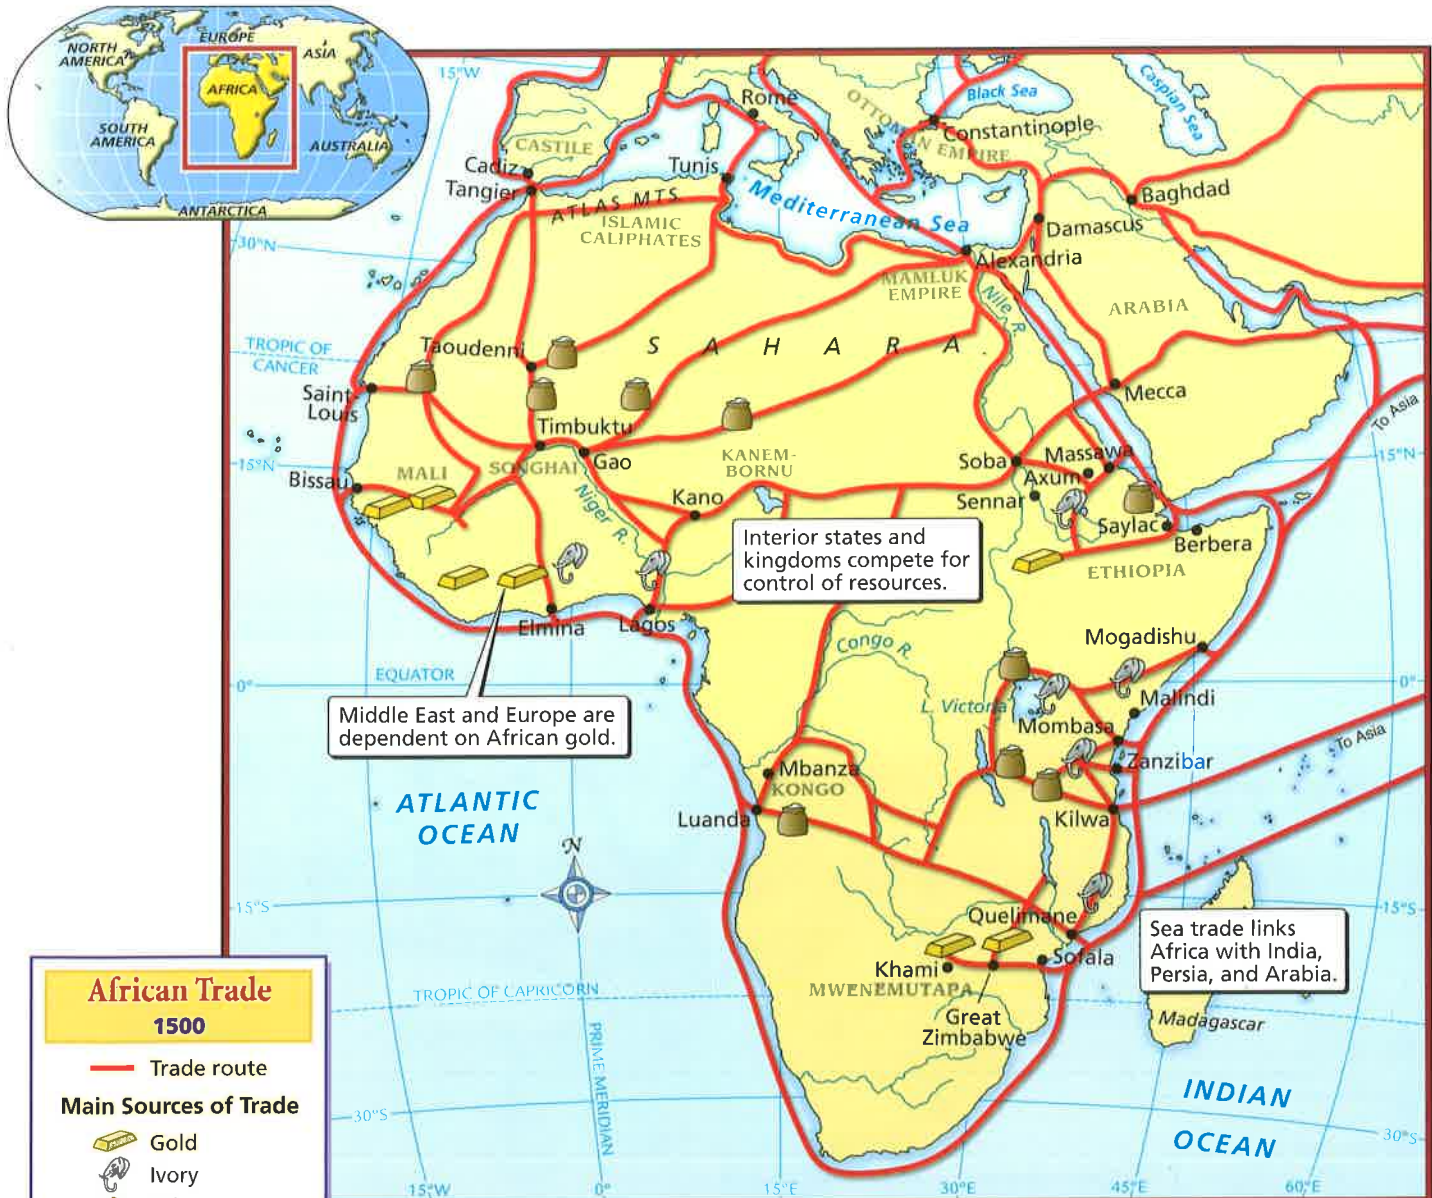 NORTH
AMERICA
EUROPE
ASIA
AFRICA
SOUTH
AMERICA
AUSTRALIA
ANTARCTICA
15°W
Rome
OTTOMAN EMPIRE
Black Sea
Caspian Sea
Constantinople
CASTILE
Cadiz
Tangier
Tunis
Mediterranean Sea
Baghdad
ATLAS MTS.
ISLAMIC
CALIPHATES
Damascus
30°N
Alexandria
MAMLUK
EMPIRE
Nile R.
ARABIA
TROPIC OF
CANCER
Taoudenni
SAHARA
Saint-
Louis
Mecca
To Asia
Timbuktu
15°N
MALI
SONGHAI
Gao
KANEM-
BORNU
Soba
Massawa
15°N
Bissau
Axum
Niger R.
Kano
Sennar
Saylac
Berbera
Interior states and
kingdoms compete for
control of resources.
ETHIOPIA
Elmina
Lagos
Mogadishu
Congo R.
EQUATOR
0°
0°
L. Victoria
Malindi
Middle East and Europe are
dependent on African gold.
Mombasa
To Asia
Zanzibar
Mbanza
KONGO
ATLANTIC
OCEAN
Luanda
Kilwa
N
15°S
15°S
Quelimane
Sea trade links
Africa with India,
Persia, and Arabia.
Sofala
Khami
MWENEMUTAPA
TROPIC OF CAPRICORN
Great
Zimbabwe
Madagascar
PRIME MERIDIAN
INDIAN
OCEAN
30°S
30°S
15°W
0°
15°E
30°E
45°E
60°E
African Trade
1500
Trade route
Main Sources of Trade
Gold
Ivory